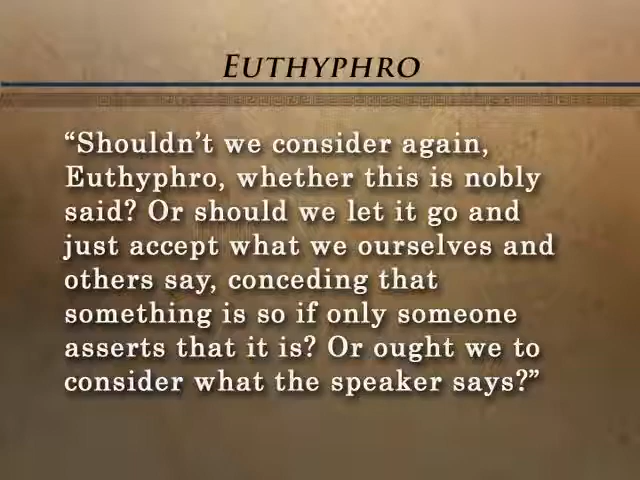 EUTHYPHRO
“Shouldn’t we consider again,
Euthyphro, whether this is nobly
said? Or should we let it go and
just accept what we ourselves and
others say, conceding that
something is so if only someone
asserts that it is? Or ought we to
consider what the speaker says?”